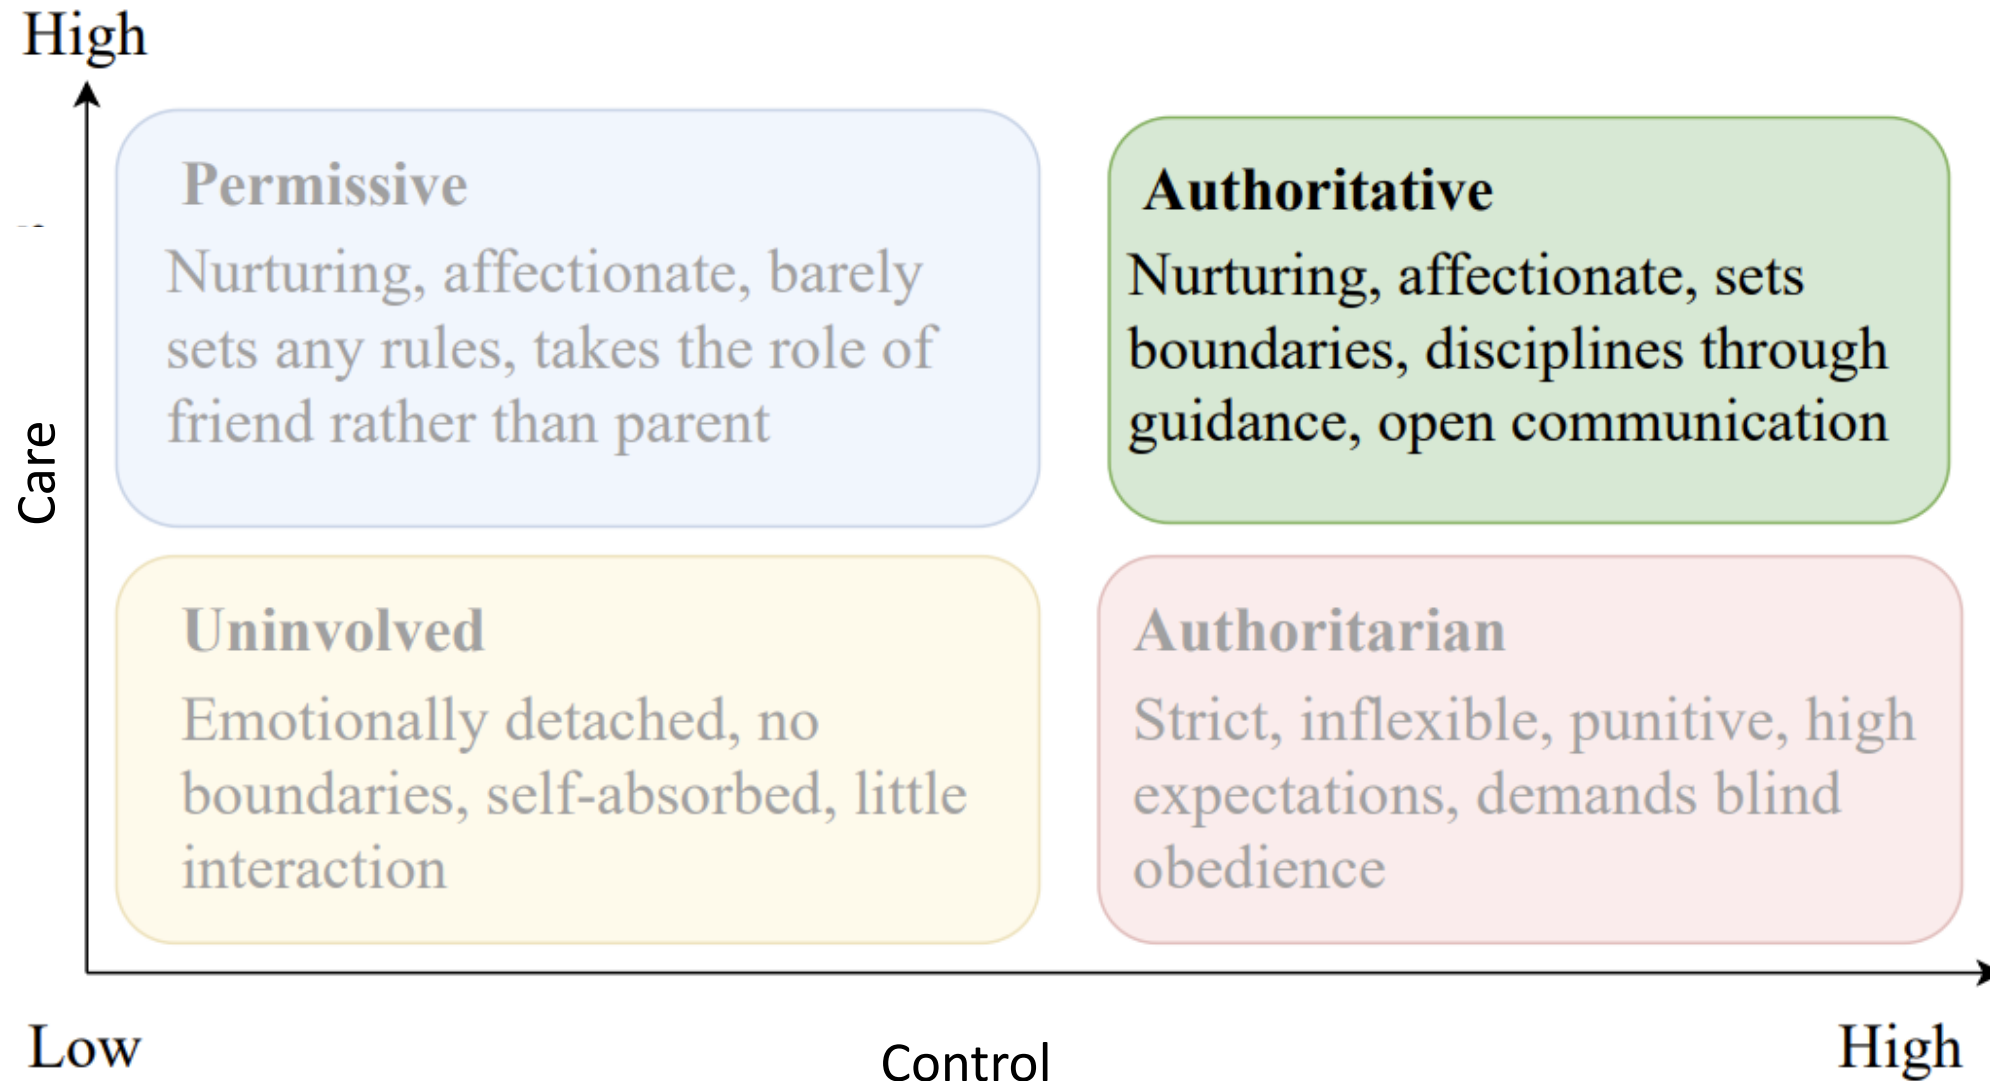 High
Permissive
Nurturing, affectionate, barely
sets any rules, takes the role of
friend rather than parent
Authoritative
Nurturing, affectionate, sets
boundaries, disciplines through
guidance, open communication
Care
Uninvolved
Emotionally detached, no
boundaries, self-absorbed, little
interaction
Authoritarian
Strict, inflexible, punitive, high
expectations, demands blind
obedience
Low
Control
High